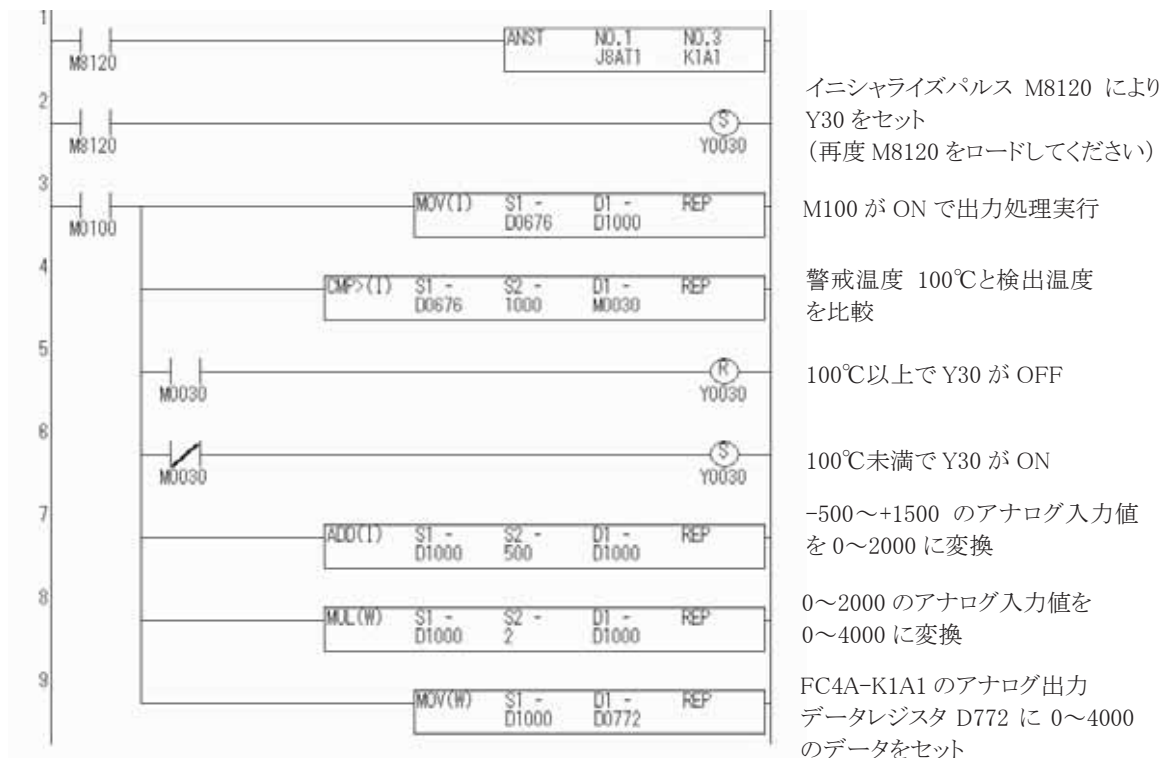 1
ANST NO.1 NO.3
J8AT1 K1A1
M8120
イニシャライズパルス M8120 により
Y30 をセット
(再度 M8120 をロードしてください)
2
S
M8120 Y0030
3
MOV(I) S1 - D1 - REP
D0676 D1000
M0100
M100 が ON で出力処理実行
4
CMP>(I) S1 - S2 - D1 - REP
D0676 1000 M0030
警戒温度 100℃と検出温度
を比較
5
R
M0030 Y0030
100℃以上で Y30 が OFF
6
S
M0030 Y0030
100℃未満で Y30 が ON
7
ADD(I) S1 - S2 - D1 - REP
D1000 500 D1000
-500～+1500 のアナログ入力値
を 0～2000 に変換
8
MUL(W) S1 - S2 - D1 - REP
D1000 2 D1000
0～2000 のアナログ入力値を
0～4000 に変換
9
MOV(W) S1 - D1 - REP
D1000 D0772
FC4A-K1A1 のアナログ出力
データレジスタ D772 に 0～4000
のデータをセット